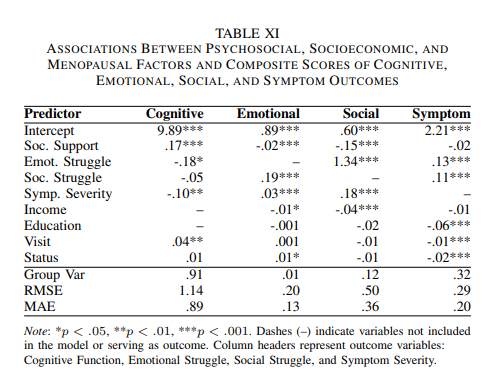 TABLE XI
ASSOCIATIONS BETWEEN PSYCHOSOCIAL, SOCIOECONOMIC, AND
MENOPAUSAL FACTORS AND COMPOSITE SCORES OF COGNITIVE,
EMOTIONAL, SOCIAL, AND SYMPTOM OUTCOMES
Predictor Cognitive Emotional Social Symptom
Intercept 9.89*** .89*** .60*** 2.21***
Soc. Support .17*** -.02*** -.15*** -.02
Emot. Struggle -.18* – 1.34*** .13***
Soc. Struggle -.05 .19*** – .11***
Symp. Severity -.10** .03*** .18*** –
Income – -.01* -.04*** -.01
Education – -.001 -.02 -.06***
Visit .04** .001 -.01 -.01***
Status .01 .01* -.01 -.02***
Group Var .91 .01 .12 .32
RMSE 1.14 .20 .50 .29
MAE .89 .13 .36 .20
Note: *p < .05, **p < .01, ***p < .001. Dashes (–) indicate variables not included
in the model or serving as outcome. Column headers represent outcome variables:
Cognitive Function, Emotional Struggle, Social Struggle, and Symptom Severity.